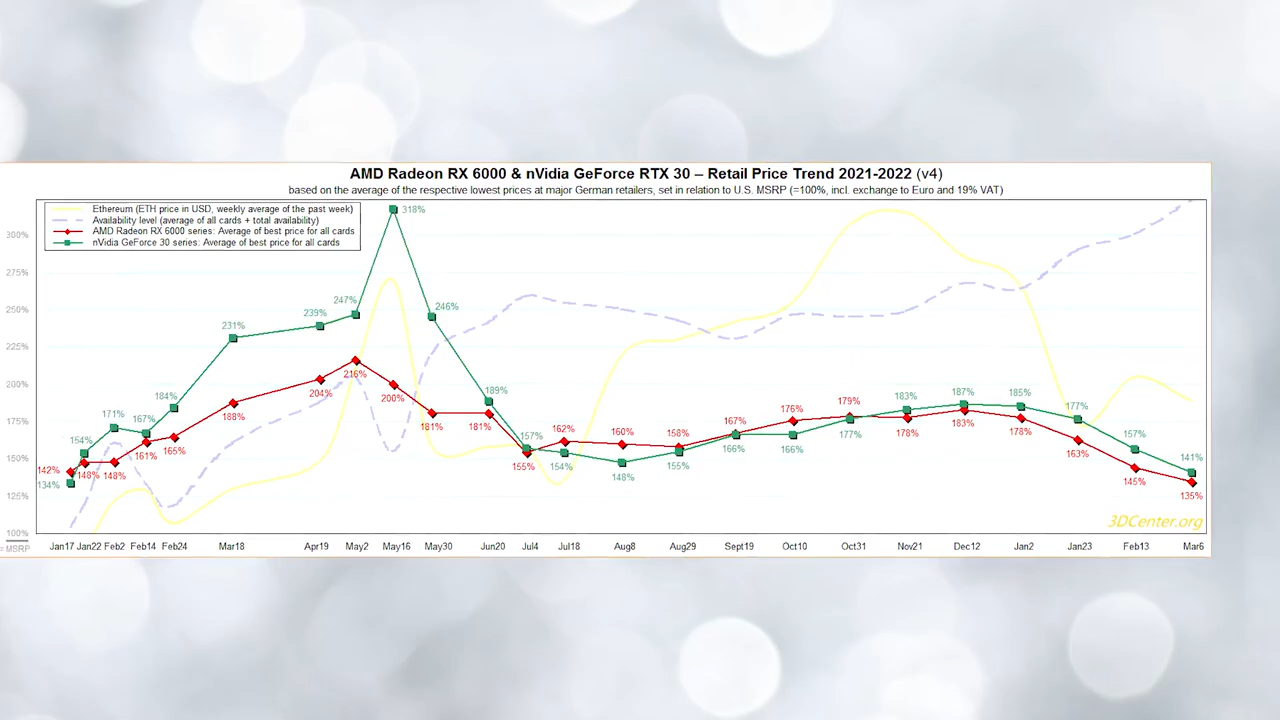 AMD Radeon RX 6000 & nVidia GeForce RTX 30 – Retail Price Trend 2021-2022 (v4)
based on the average of the respective lowest prices at major German retailers, set in relation to U.S. MSRP (=100%, incl. exchange to Euro and 19% VAT)
Ethereum (ETH price in USD, weekly average of the past week)
Availability level (average of all cards + total availability)
AMD Radeon RX 6000 series: Average of best price for all cards
nVidia GeForce 30 series: Average of best price for all cards
300%
275%
250%
225%
200%
175%
150%
125%
100%
= MSRP
134% 154% 171% 167% 184% 231% 239% 247% 318% 246% 189% 157% 154% 148% 155% 166% 166% 177% 183% 187% 185% 177% 157% 141%
142% 148% 148% 161% 165% 188% 204% 216% 200% 181% 181% 155% 162% 160% 158% 167% 176% 179% 178% 183% 178% 163% 145% 135%
3DCenter.org
Jan17 Jan22 Feb2 Feb14 Feb24 Mar18 Apr19 May2 May16 May30 Jun20 Jul4 Jul18 Aug8 Aug29 Sept19 Oct10 Oct31 Nov21 Dec12 Jan2 Jan23 Feb13 Mar6